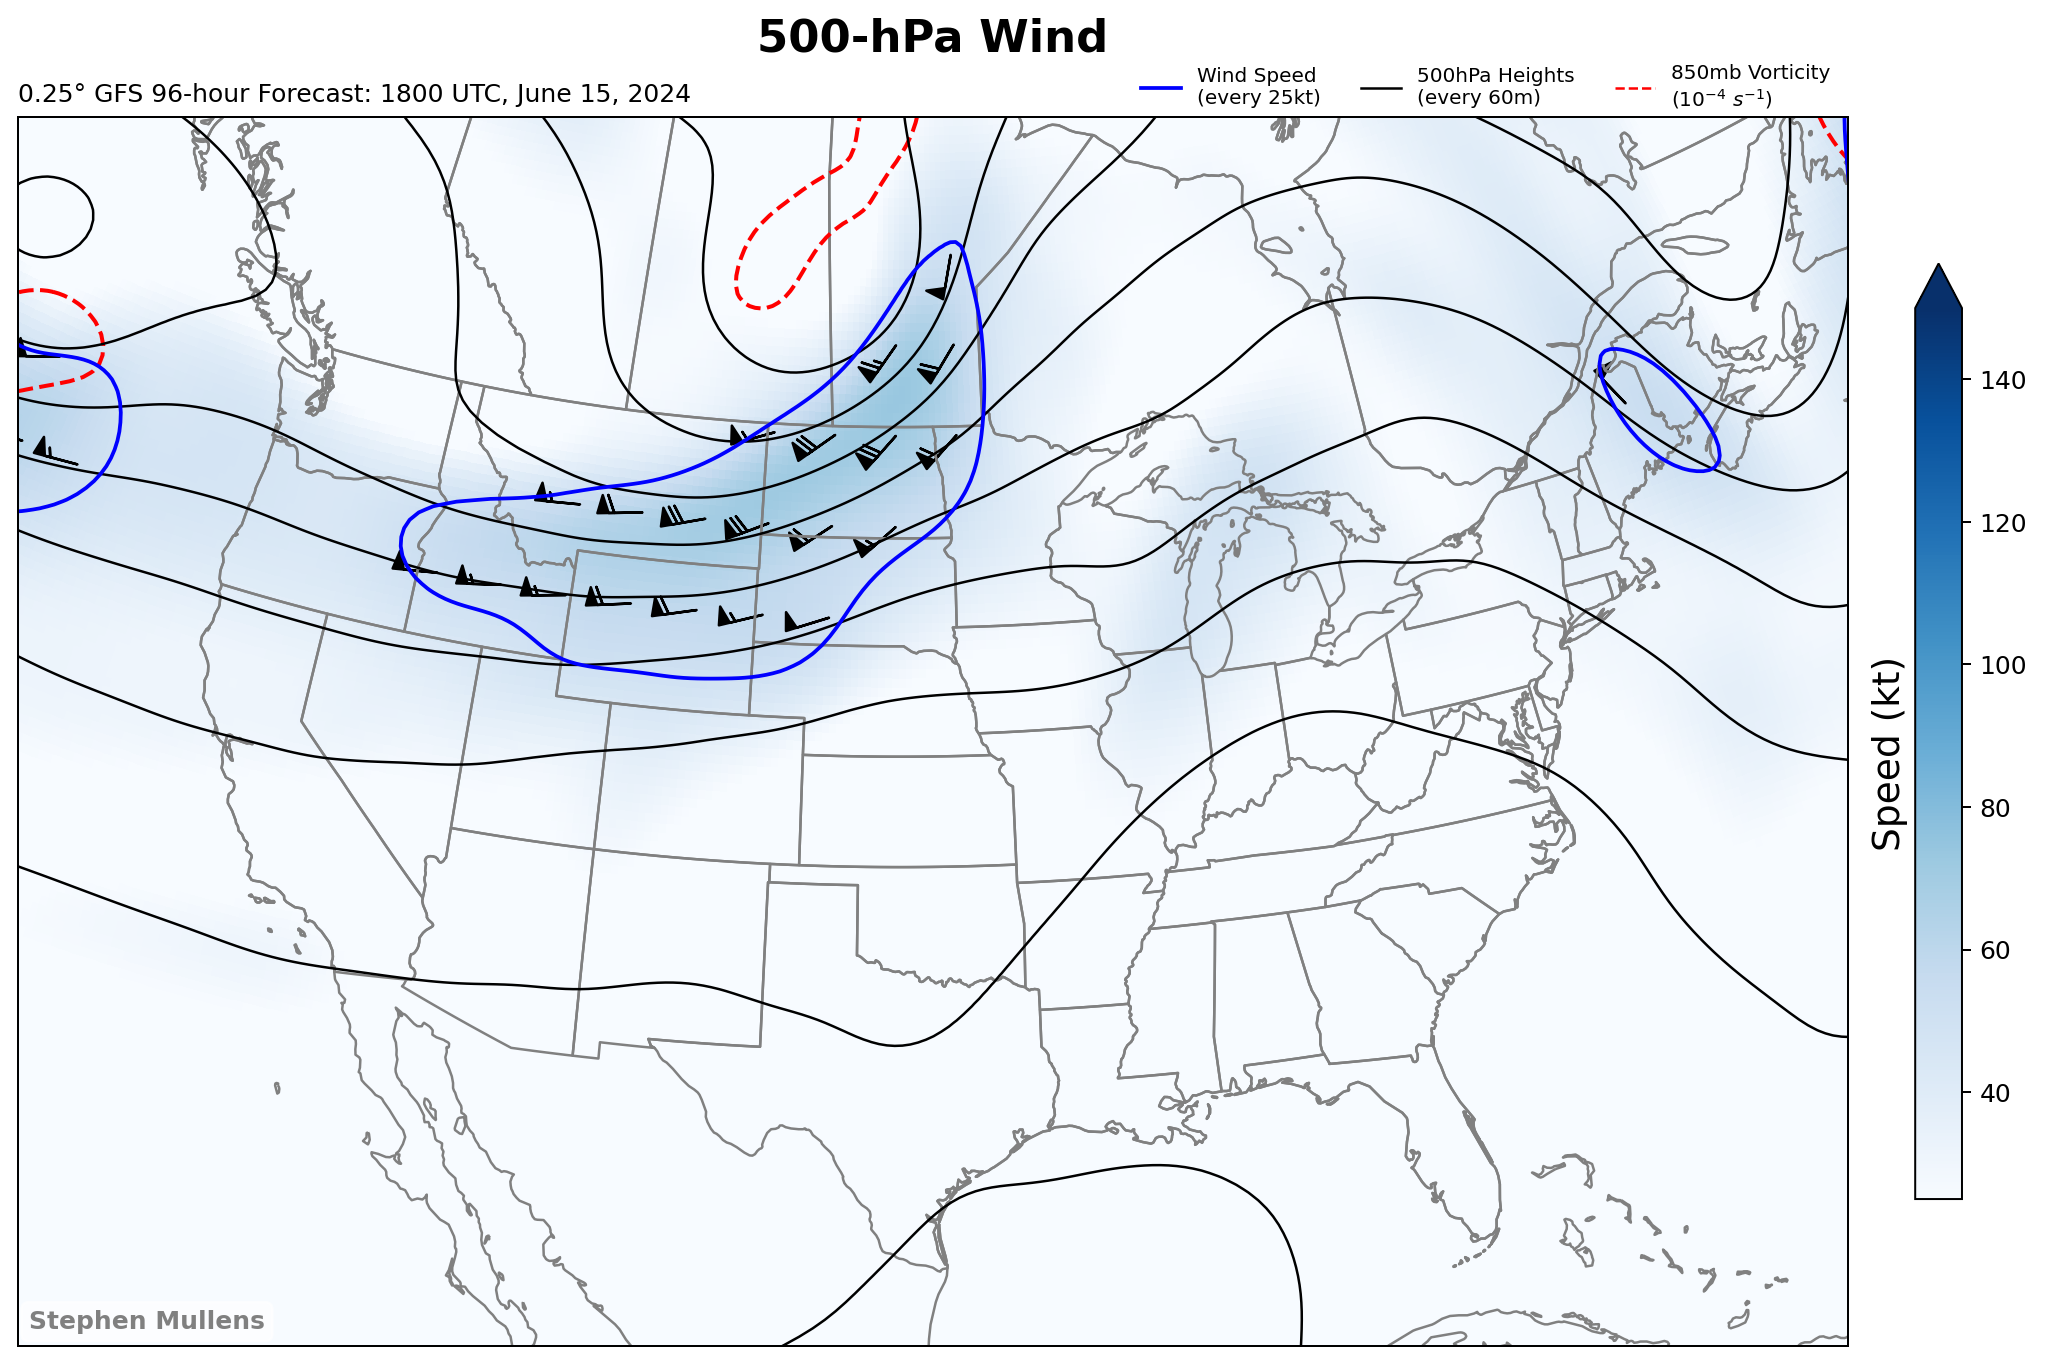 500-hPa Wind
0.25° GFS 96-hour Forecast: 1800 UTC, June 15, 2024
Wind Speed
(every 25kt)
500hPa Heights
(every 60m)
850mb Vorticity
(10⁻⁴ s⁻¹)
140
120
100
80
60
40
Speed (kt)
Stephen Mullens